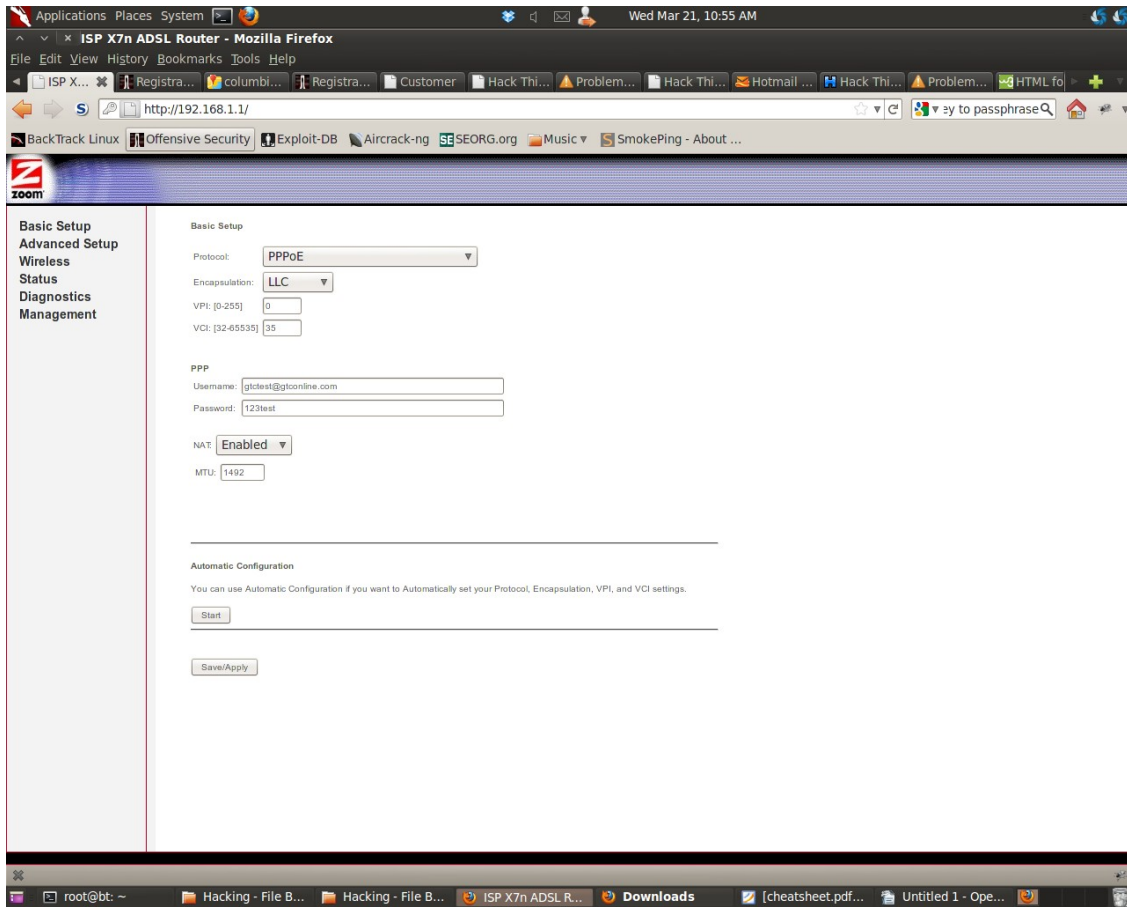 Applications Places System Wed Mar 21, 10:55 AM
ISP X7n ADSL Router - Mozilla Firefox
File Edit View History Bookmarks Tools Help
ISP X... Registra... columbi... Registra... Customer Hack Thi... Problem... Hack Thi... Hotmail ... Hack Thi... Problem... HTML fo
http://192.168.1.1/ ey to passphrase
BackTrack Linux Offensive Security Exploit-DB Aircrack-ng SE SEORG.org Music SmokePing - About ...
zoom
Basic Setup
Advanced Setup
Wireless
Status
Diagnostics
Management
Basic Setup
Protocol: PPPoE
Encapsulation: LLC
VPI: [0-255] 0
VCI: [32-65535] 35
PPP
Username: gtctest@gtconline.com
Password: 123test
NAT: Enabled
MTU: 1492
Automatic Configuration
You can use Automatic Configuration if you want to Automatically set your Protocol, Encapsulation, VPI, and VCI settings.
Start
Save/Apply
root@bt: ~ Hacking - File B... Hacking - File B... ISP X7n ADSL R... Downloads [cheatsheet.pdf... Untitled 1 - Ope...